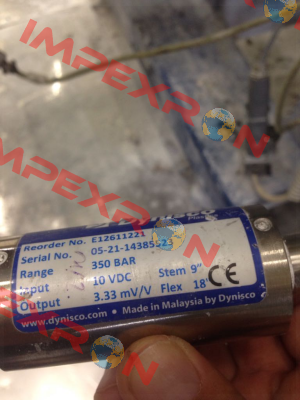 IMPEXRON
Reorder No. E12611221
Serial No. 05-21-14385523
Range 350 BAR
Input 10 VDC Stem 9"
Output 3.33 mV/V Flex 18" CE
www.dynisco.com • Made in Malaysia by Dynisco
IMPEXRON